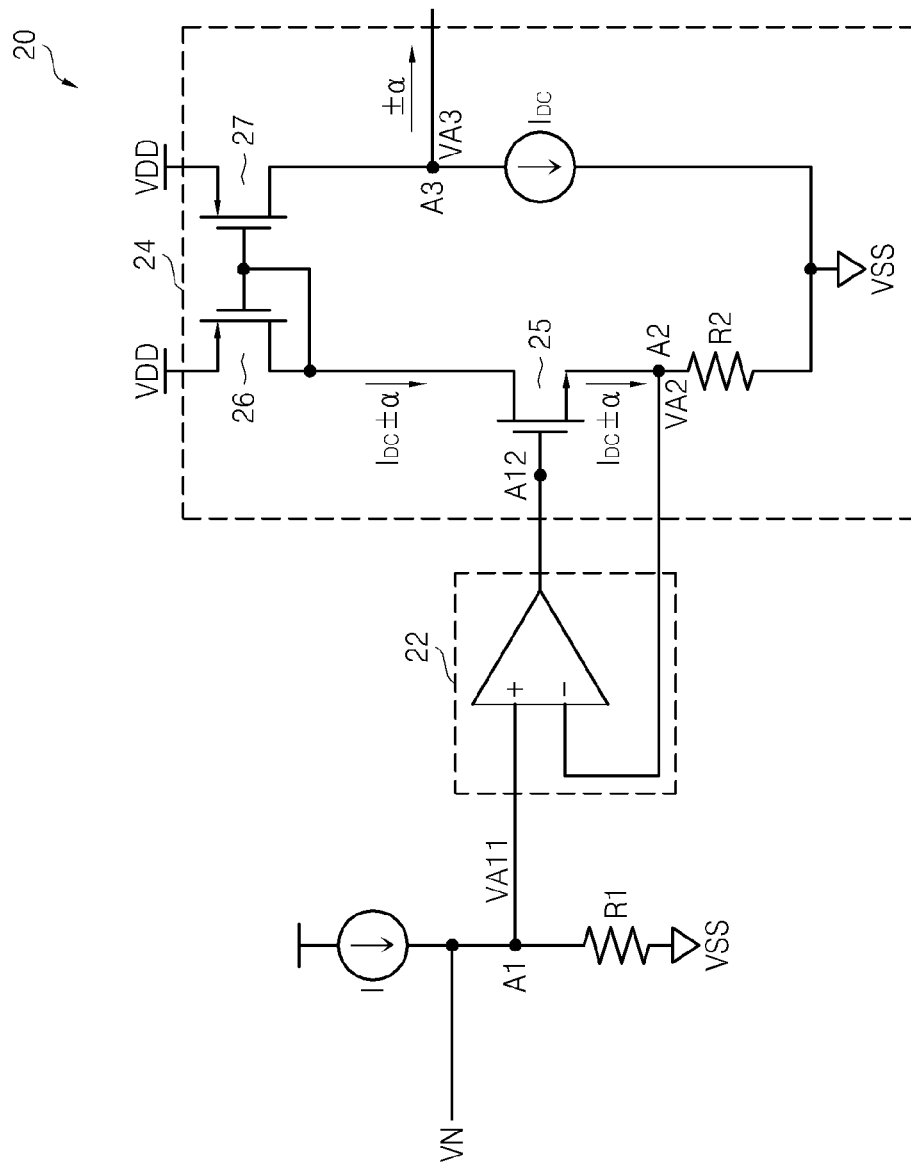 20
24
VDD
VDD
26
27
±α
A3
VA3
IDC
IDC±α
25
A12
IDC±α
A2
VA2
R2
VSS
22
+
−
VA11
I
VN
A1
R1
VSS